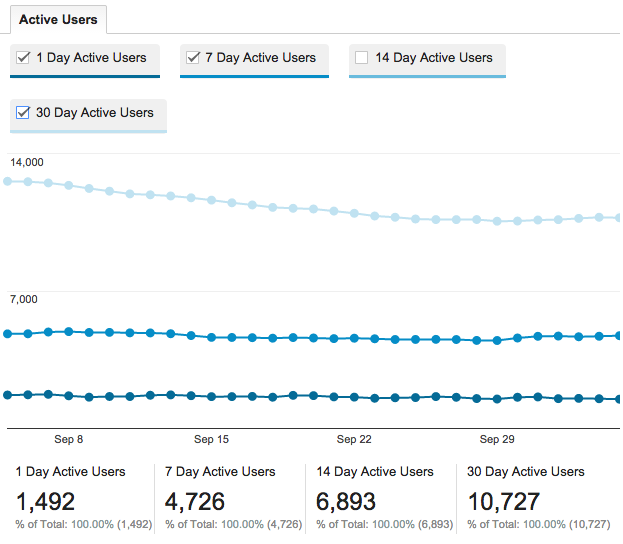 Active Users
1 Day Active Users 7 Day Active Users 14 Day Active Users
30 Day Active Users
14,000
7,000
Sep 8 Sep 15 Sep 22 Sep 29
1 Day Active Users 7 Day Active Users 14 Day Active Users 30 Day Active Users
1,492 4,726 6,893 10,727
% of Total: 100.00% (1,492) % of Total: 100.00% (4,726) % of Total: 100.00% (6,893) % of Total: 100.00% (10,727)